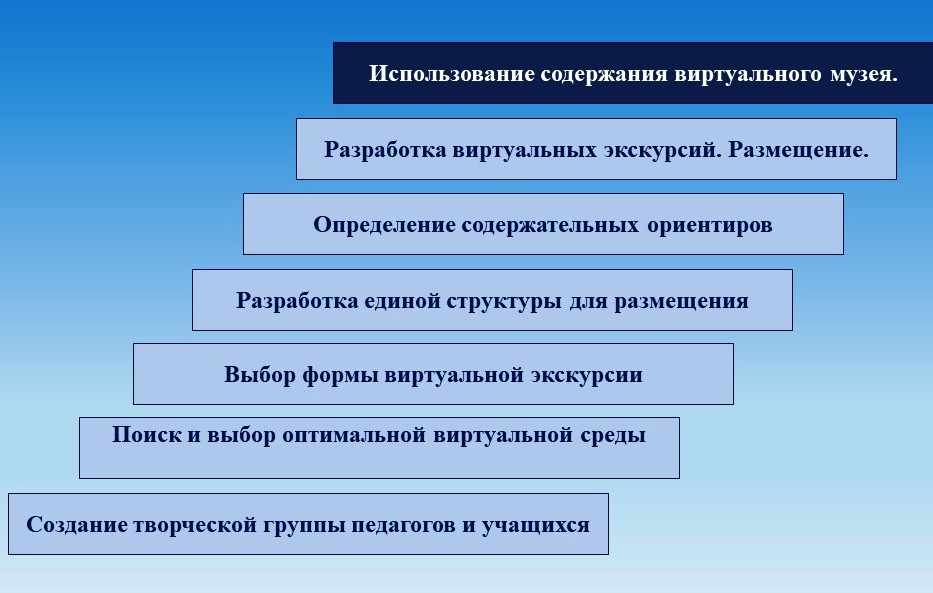 Использование содержания виртуального музея.
Разработка виртуальных экскурсий. Размещение.
Определение содержательных ориентиров
Разработка единой структуры для размещения
Выбор формы виртуальной экскурсии
Поиск и выбор оптимальной виртуальной среды
Создание творческой группы педагогов и учащихся